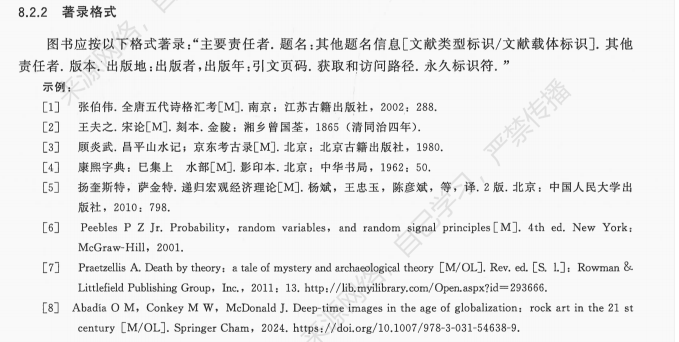 8.2.2 著录格式
图书应按以下格式著录:“主要责任者. 题名:其他题名信息[文献类型标识/文献载体标识]. 其他
责任者. 版本. 出版地:出版者,出版年:引文页码. 获取和访问路径. 永久标识符. ”
示例:
[1] 张伯伟. 全唐五代诗格汇考[M]. 南京: 江苏古籍出版社, 2002: 288.
[2] 王夫之. 宋论[M]. 刻本. 金陵: 湘乡曾国荃, 1865 (清同治四年).
[3] 顾炎武. 昌平山水记; 京东考古录[M]. 北京: 北京古籍出版社, 1980.
[4] 康熙字典: 巳集上 水部[M]. 影印本. 北京: 中华书局, 1962: 50.
[5] 扬奎斯特, 萨金特. 递归宏观经济理论[M]. 杨斌, 王忠玉, 陈彦斌, 等, 译. 2 版. 北京: 中国人民大学出
版社, 2010: 798.
[6] Peebles P Z Jr. Probability, random variables, and random signal principles[M]. 4th ed. New York:
McGraw-Hill, 2001.
[7] Praetzellis A. Death by theory: a tale of mystery and archaeological theory [M/OL]. Rev. ed. [S. l.]: Rowman &
Littlefield Publishing Group, Inc., 2011: 13. http://lib.myilibrary.com/Open.aspx?id=293666.
[8] Abadía O M, Conkey M W, McDonald J. Deep-time images in the age of globalization: rock art in the 21 st
century [M/OL]. Springer Cham, 2024. https://doi.org/10.1007/978-3-031-54638-9.
来源网络, 自己学习, 严禁传播